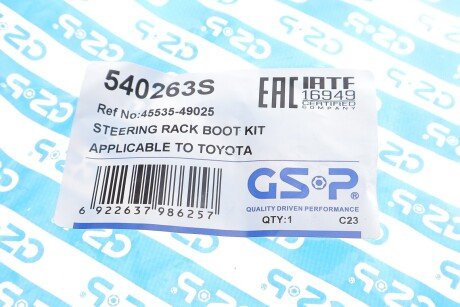 540263S
Ref No:45535-49025
STEERING RACK BOOT KIT
APPLICABLE TO TOYOTA
6 922637 986257
EAC IATF
16949
CERTIFIED
COMPANY
GS·P®
QUALITY DRIVEN PERFORMANCE
QTY:1 C23